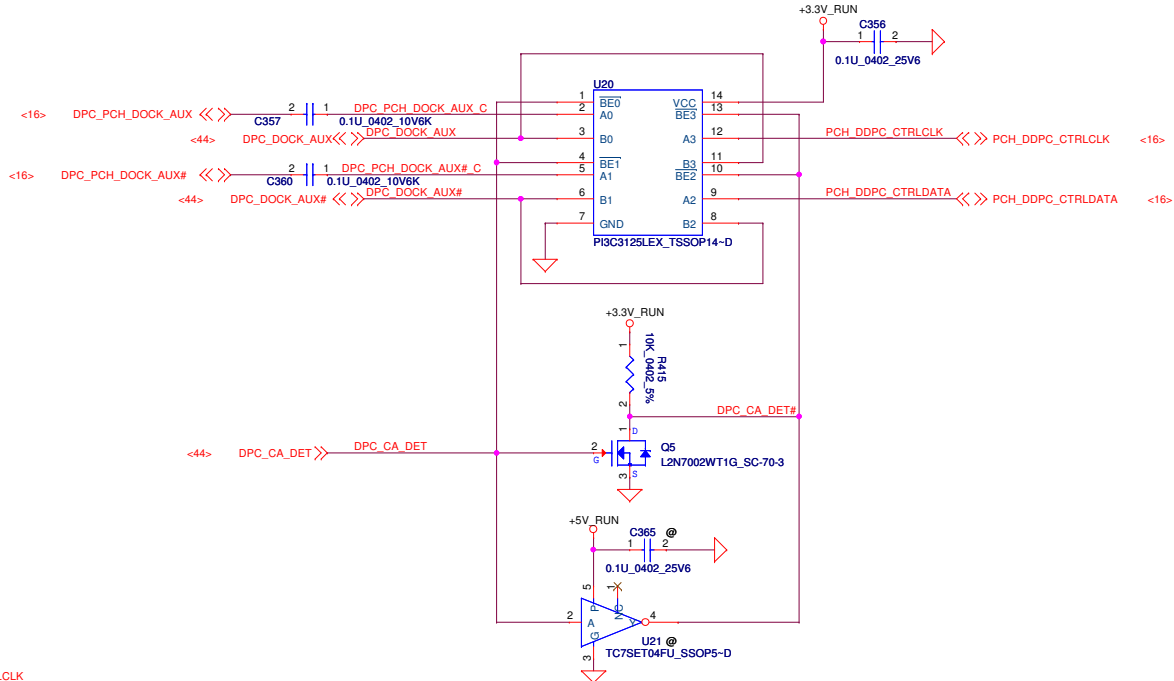 +3.3V_RUN
C356
1 2
0.1U_0402_25V6
U20
<16> DPC_PCH_DOCK_AUX 2 1 DPC_PCH_DOCK_AUX_C
C357 0.1U_0402_10V6K
<44> DPC_DOCK_AUX DPC_DOCK_AUX
<16> DPC_PCH_DOCK_AUX# 2 1 DPC_PCH_DOCK_AUX#_C
C360 0.1U_0402_10V6K
<44> DPC_DOCK_AUX# DPC_DOCK_AUX#
1 BE0 VCC 14
2 A0 BE3 13
3 B0 A3 12
4 BE1 B3 11
5 A1 BE2 10
6 B1 A2 9
7 GND B2 8
PI3C3125LEX_TSSOP14~D
PCH_DDPC_CTRLCLK PCH_DDPC_CTRLCLK <16>
PCH_DDPC_CTRLDATA PCH_DDPC_CTRLDATA <16>
+3.3V_RUN
1
R415
10K_0402_5%
2
DPC_CA_DET#
<44> DPC_CA_DET DPC_CA_DET
1 D
2 G
3 S
Q5
L2N7002WT1G_SC-70-3
+5V_RUN
C365 @
1 2
0.1U_0402_25V6
5 P
1 NC
2 A Y 4
3 G
U21 @
TC7SET04FU_SSOP5~D
LCLK